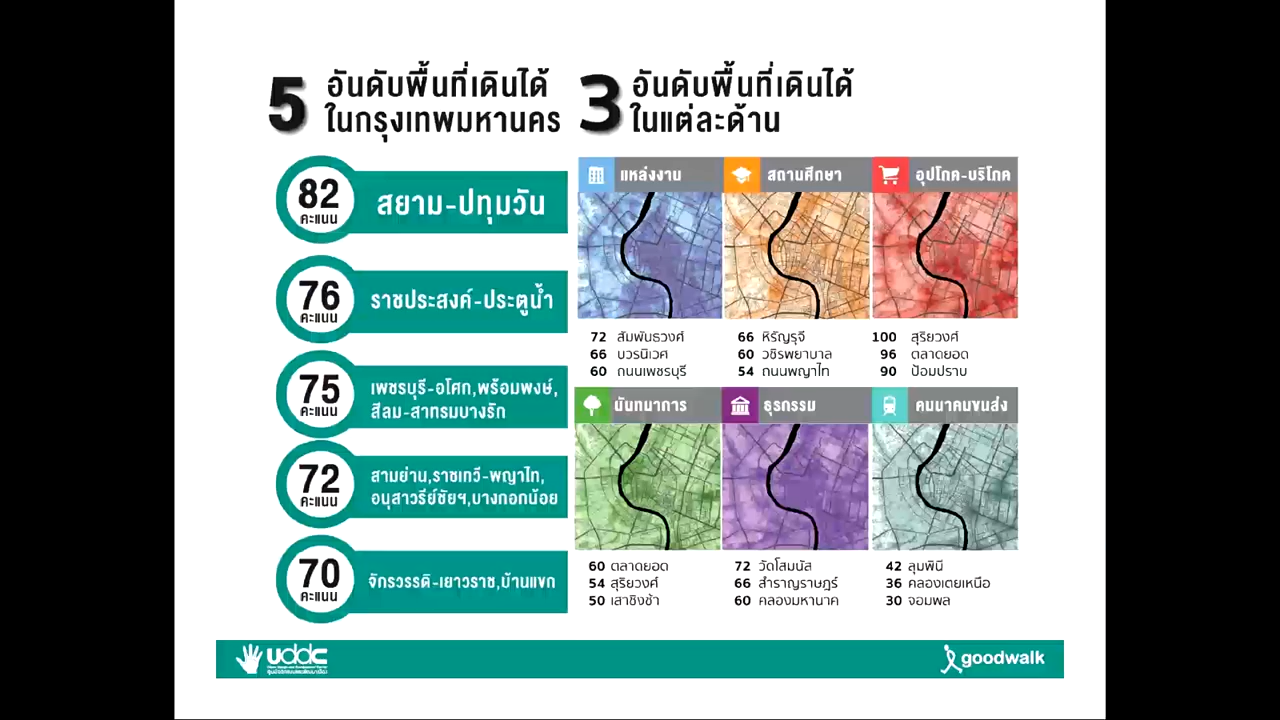 5
อันดับพื้นที่เดินได้
ในกรุงเทพมหานคร
82
คะแนน
สยาม-ปทุมวัน
76
คะแนน
ราชประสงค์-ประตูน้ำ
75
คะแนน
เพชรบุรี-อโศก,พร้อมพงษ์,
สีลม-สาทรมบางรัก
72
คะแนน
สามย่าน,ราชเทวี-พญาไท,
อนุสาวรีย์ชัยฯ,บางกอกน้อย
70
คะแนน
จักรวรรดิ-เยาวราช,บ้านแขก
3
อันดับพื้นที่เดินได้
ในแต่ละด้าน
แหล่งงาน
72 สัมพันธวงศ์
66 บวรนิเวศ
60 ถนนเพชรบุรี
สถานศึกษา
66 หิรัญรุจี
60 วชิรพยาบาล
54 ถนนพญาไท
อุปโภค-บริโภค
100 สุริยวงศ์
96 ตลาดยอด
90 ป้อมปราบ
นันทนาการ
60 ตลาดยอด
54 สุริยวงศ์
50 เสาชิงช้า
ธุรกรรม
72 วัดโสมนัส
66 สำราญราษฎร์
60 คลองมหานาค
คมนาคมขนส่ง
42 ลุมพินี
36 คลองเตยเหนือ
30 จอมพล
uddc
goodwalk